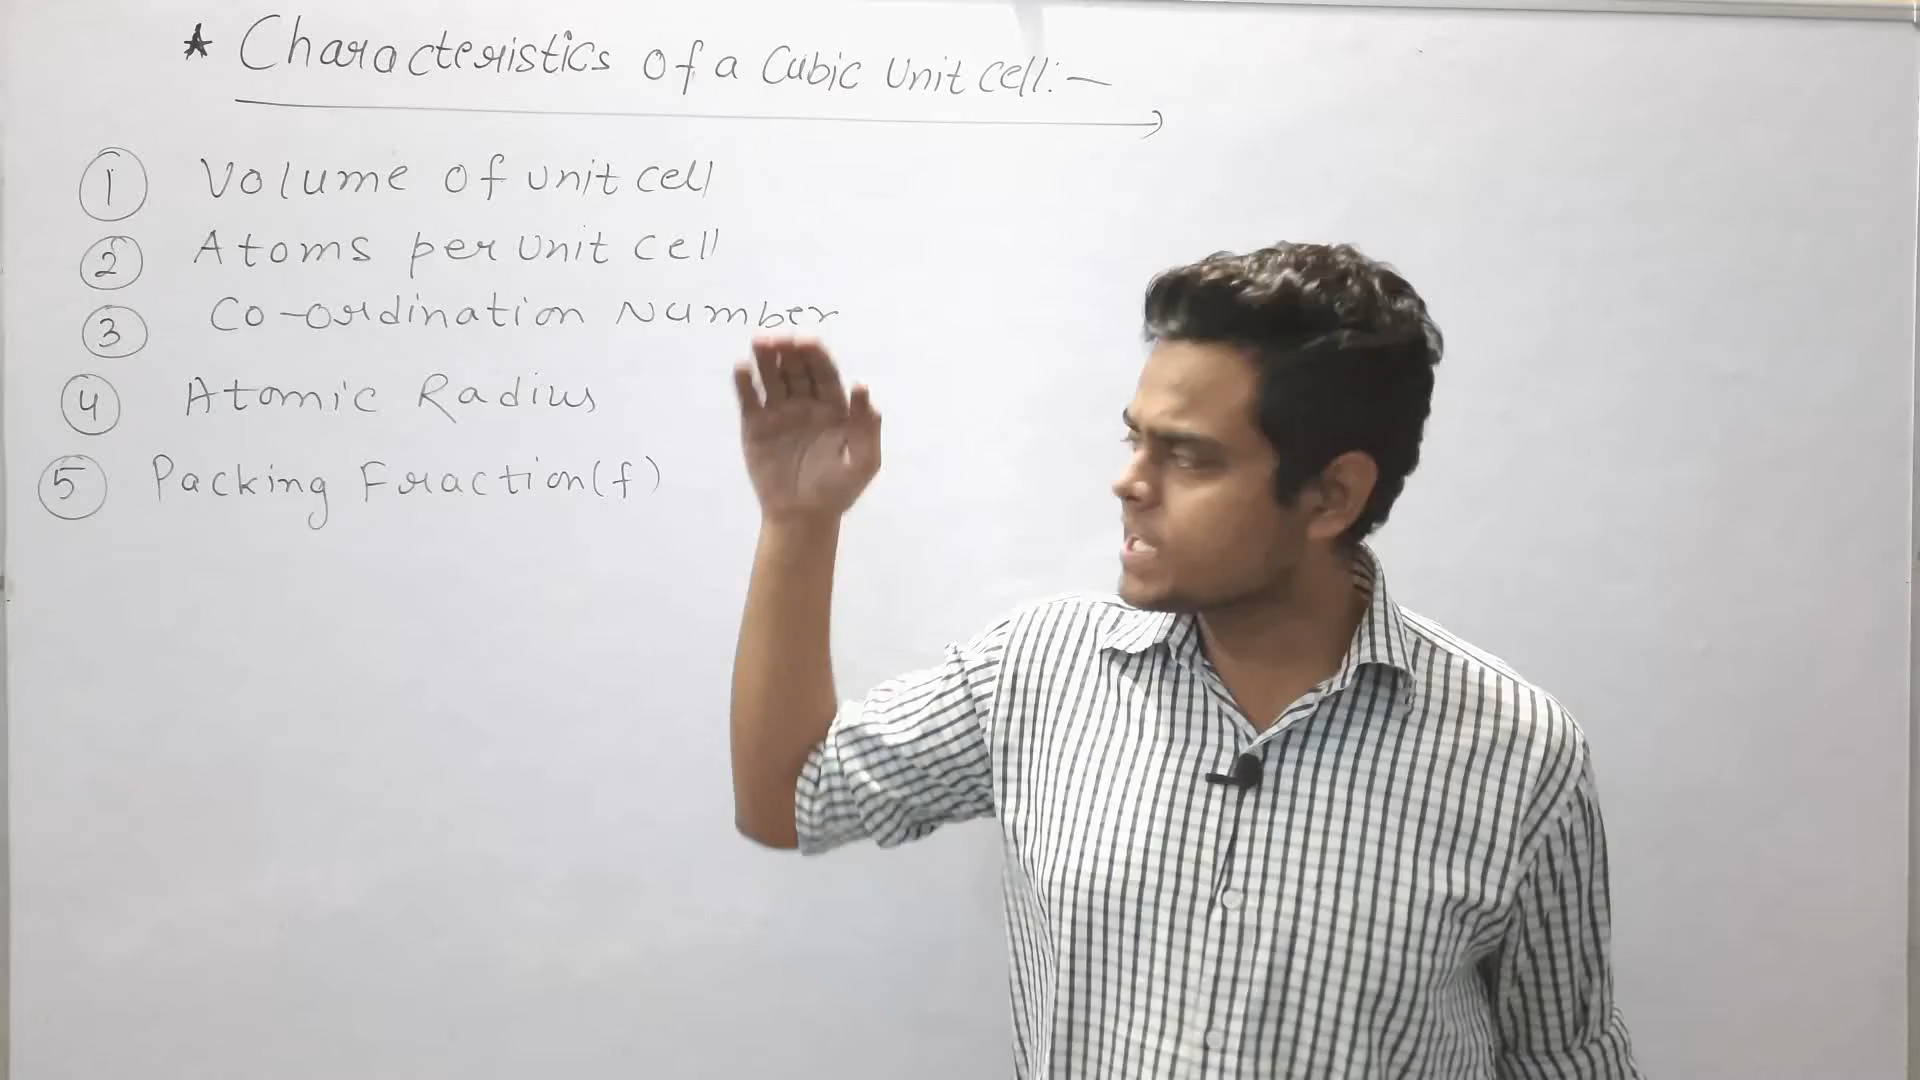 ★ Characteristics of a Cubic Unit cell:-
1 Volume of unit cell
2 Atoms per unit cell
3 Co-ordination Number
4 Atomic Radius
5 Packing Fraction(f)